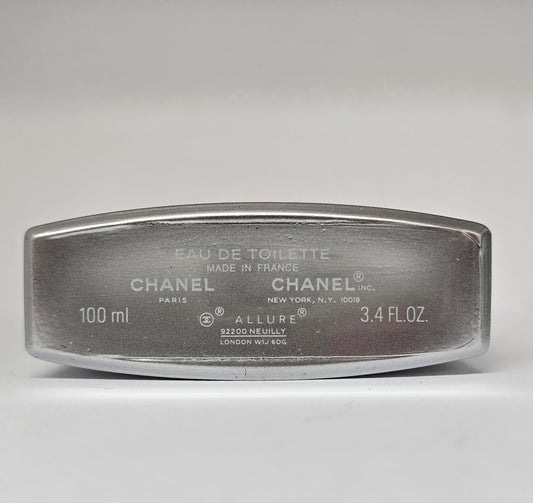 EAU DE TOILETTE
MADE IN FRANCE
CHANEL CHANEL® INC.
PARIS NEW YORK, N.Y. 10019
100 ml ® ALLURE® 3.4 FL.OZ.
92200 NEUILLY
LONDON W1J 6DG